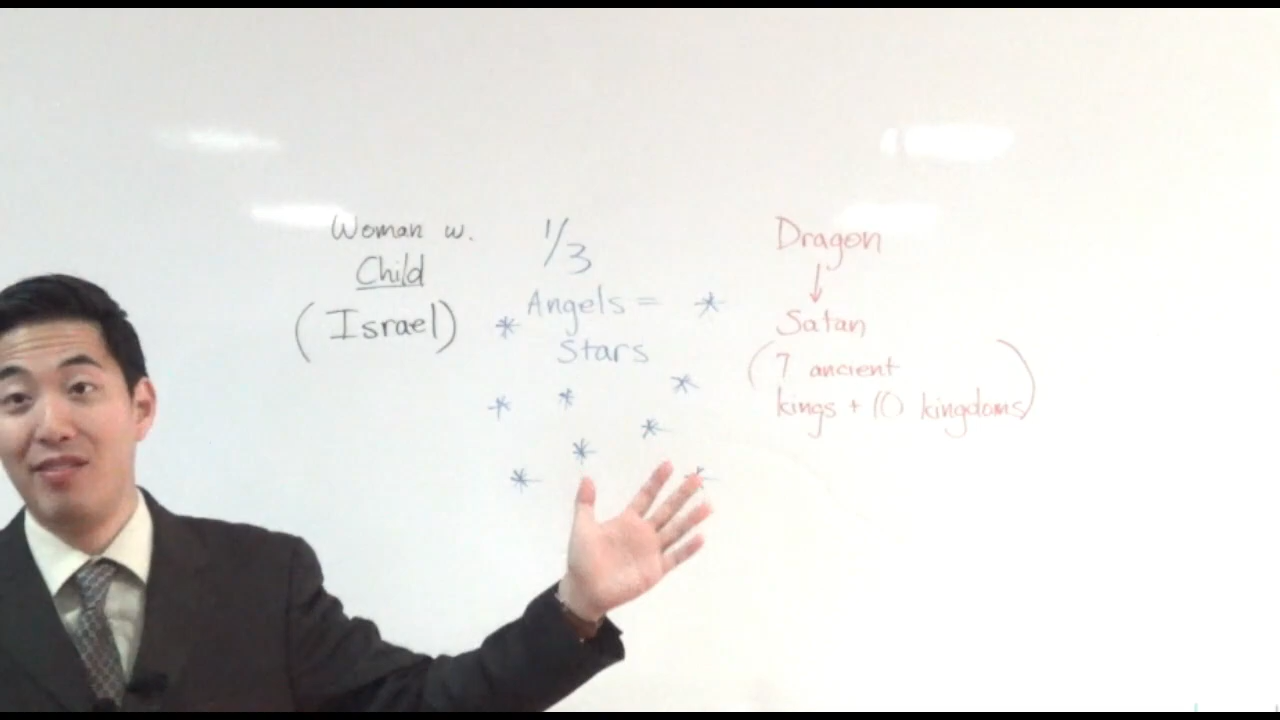 Woman w.
Child
(Israel)
1/3
Angels =
Stars
Dragon
↓
Satan
(7 ancient
kings + 10 kingdoms)